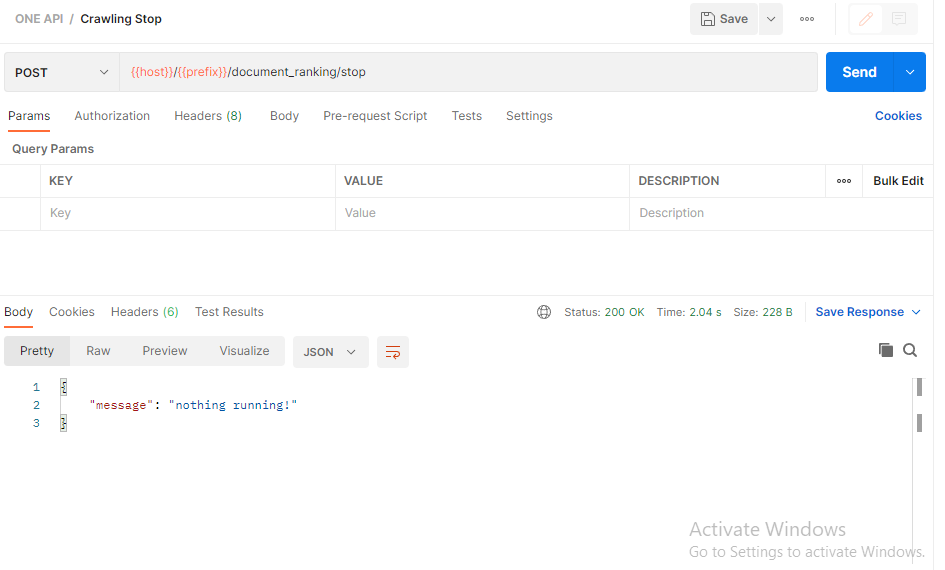 ONE API / Crawling Stop
Save
POST
{{host}}/{{prefix}}/document_ranking/stop
Send
Params Authorization Headers (8) Body Pre-request Script Tests Settings Cookies
Query Params
KEY VALUE DESCRIPTION Bulk Edit
Key Value Description
Body Cookies Headers (6) Test Results Status: 200 OK Time: 2.04 s Size: 228 B Save Response
Pretty Raw Preview Visualize JSON
1 {
2 "message": "nothing running!"
3 }
Activate Windows
Go to Settings to activate Windows.